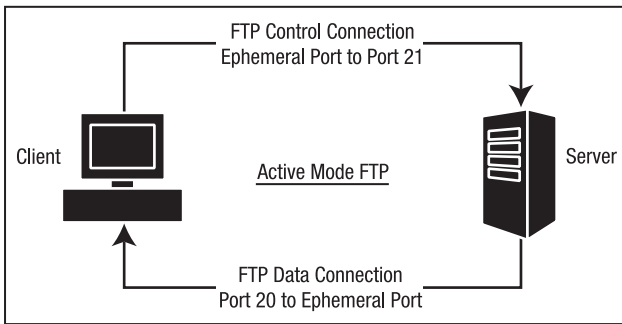 FTP Control Connection
Ephemeral Port to Port 21
Client
Server
Active Mode FTP
FTP Data Connection
Port 20 to Ephemeral Port